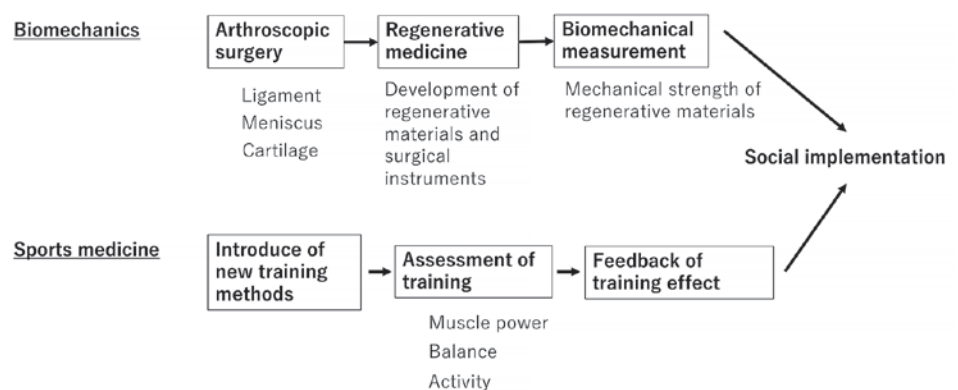 Biomechanics
Arthroscopic
surgery
Ligament
Meniscus
Cartilage
Regenerative
medicine
Development of
regenerative
materials and
surgical
instruments
Biomechanical
measurement
Mechanical strength of
regenerative materials
Social implementation
Sports medicine
Introduce of
new training
methods
Assessment of
training
Muscle power
Balance
Activity
Feedback of
training effect